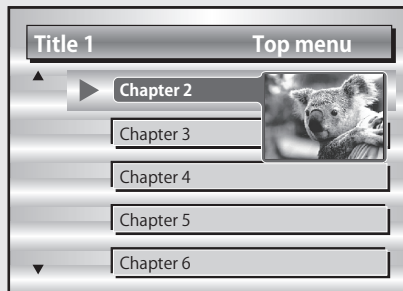 Title 1 Top menu
Chapter 2
Chapter 3
Chapter 4
Chapter 5
Chapter 6